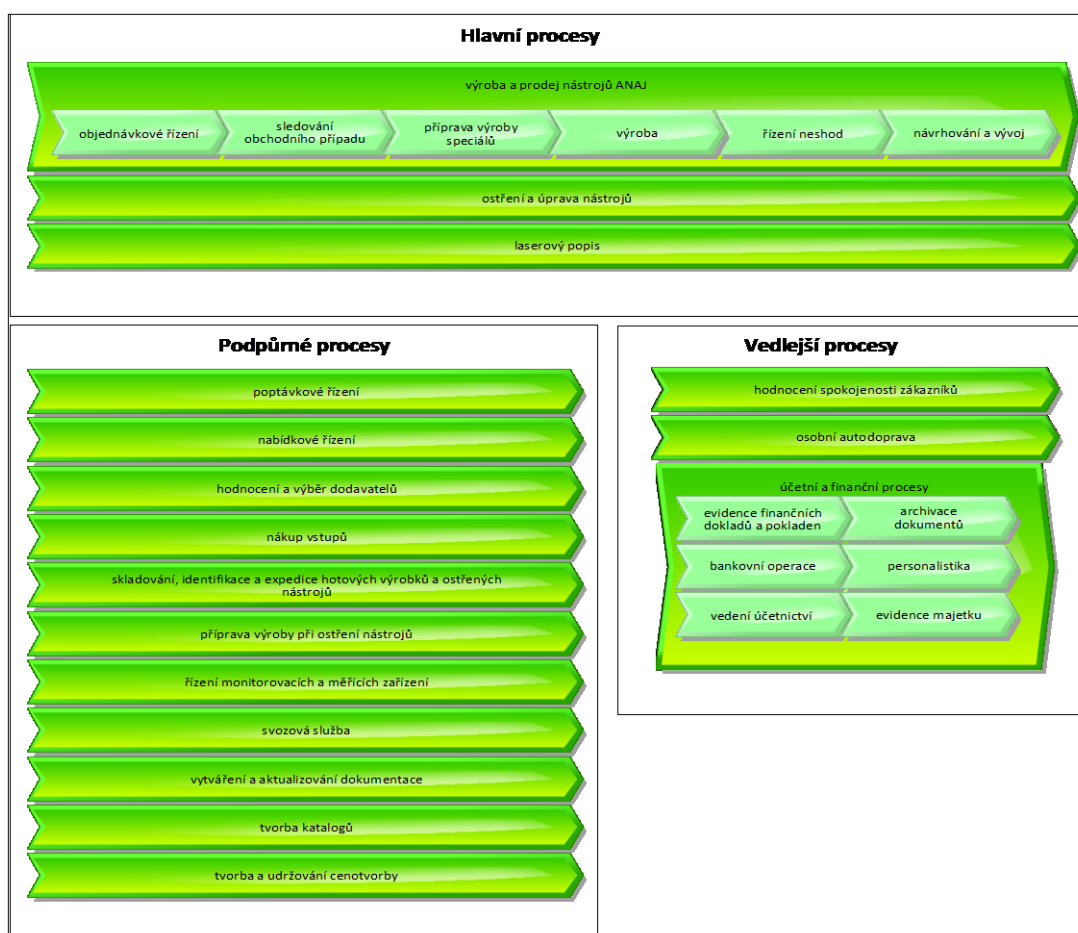 Hlavní procesy
výroba a prodej nástrojů ANAJ
objednávkové řízení
sledování
obchodního případu
příprava výroby
speciálů
výroba
řízení neshod
návrhování a vývoj
ostření a úprava nástrojů
laserový popis
Podpůrné procesy
poptávkové řízení
nabídkové řízení
hodnocení a výběr dodavatelů
nákup vstupů
skladování, identifikace a expedice hotových výrobků a ostřených
nástrojů
příprava výroby při ostření nástrojů
řízení monitorovacích a měřících zařízení
svozová služba
vytváření a aktualizování dokumentace
tvorba katalogů
tvorba a udržování cenotvorby
Vedlejší procesy
hodnocení spokojenosti zákazníků
osobní autodoprava
účetní a finanční procesy
evidence finančních
dokladů a pokladen
archivace
dokumentů
bankovní operace
personalistika
vedení účetnictví
evidence majetku